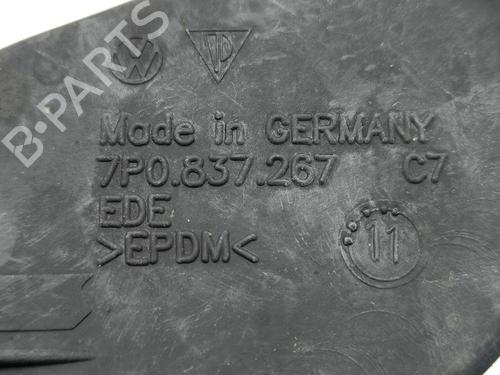 Made in GERMANY
7P0.837.267 C7
EDE
>EPDM<
11
B-PARTS